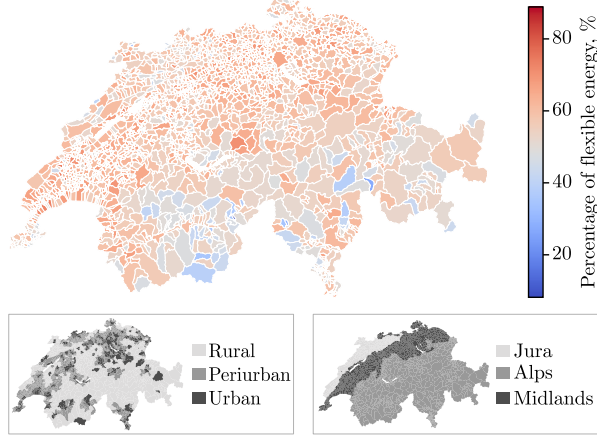 80
60
40
20
Percentage of flexible energy, %
Rural
Periurban
Urban
Jura
Alps
Midlands